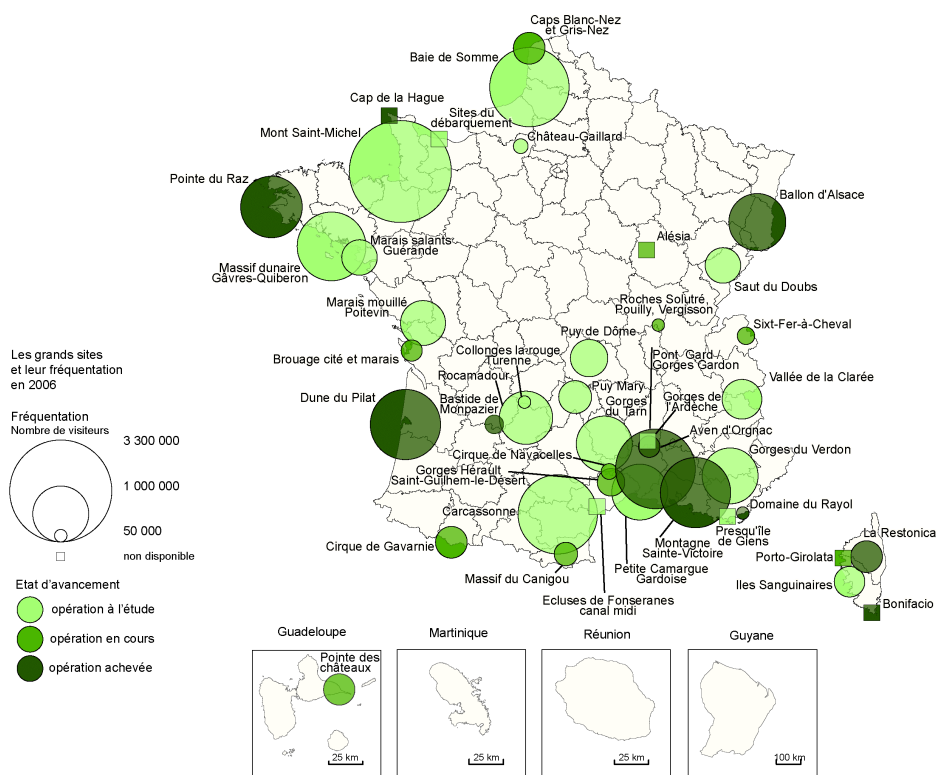 Caps Blanc-Nez
et Gris-Nez
Baie de Somme
Cap de la Hague
Sites du
débarquement
Mont Saint-Michel
Château-Gaillard
Pointe du Raz
Ballon d'Alsace
Alésia
Marais salants
Guérande
Massif dunaire
Gâvres-Quiberon
Saut du Doubs
Marais mouillé
Poitevin
Roches Solutré,
Pouilly, Vergisson
Sixt-Fer-à-Cheval
Puy de Dôme
Brouage cité et marais
Collonges la rouge
Turenne
Pont Gard
Gorges Gardon
Les grands sites
et leur fréquentation
en 2006
Rocamadour
Vallée de la Clarée
Puy Mary
Dune du Pilat
Bastide de
Monpazier
Gorges
du Tarn
Gorges de
l'Ardèche
Fréquentation
Nombre de visiteurs
3 300 000
1 000 000
50 000
non disponible
Aven d'Orgnac
Cirque de Navacelles
Gorges du Verdon
Gorges Hérault
Saint-Guilhem-le-Désert
Carcassonne
Domaine du Rayol
Presqu'île
de Giens
Montagne
Sainte-Victoire
La Restonica
Cirque de Gavarnie
Porto-Girolata
Massif du Canigou
Petite Camargue
Gardoise
Iles Sanguinaires
Ecluses de Fonseranes
canal midi
Bonifacio
Etat d'avancement
opération à l'étude
opération en cours
opération achevée
Guadeloupe
Martinique
Réunion
Guyane
Pointe des
châteaux
25 km
25 km
25 km
100 km